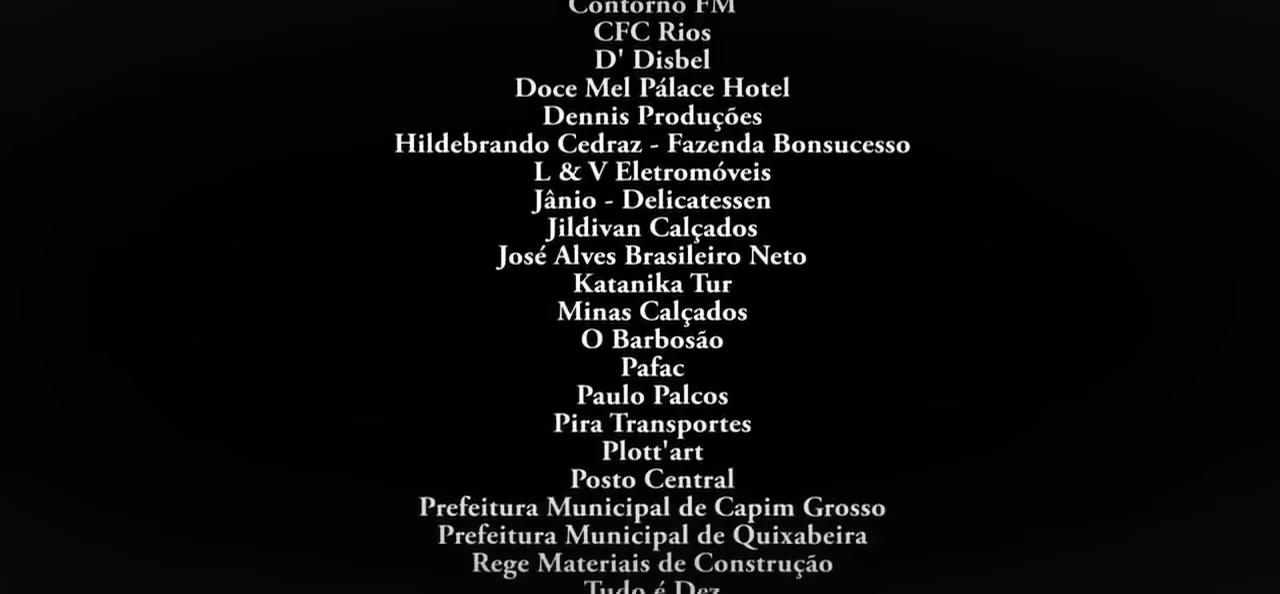 Contorno FM
CFC Rios
D' Disbel
Doce Mel Pálace Hotel
Dennis Produções
Hildebrando Cedraz - Fazenda Bonsucesso
L & V Eletromóveis
Jânio - Delicatessen
Jildivan Calçados
José Alves Brasileiro Neto
Katanika Tur
Minas Calçados
O Barbosão
Pafac
Paulo Palcos
Pira Transportes
Plott'art
Posto Central
Prefeitura Municipal de Capim Grosso
Prefeitura Municipal de Quixabeira
Rege Materiais de Construção
Tudo é Dez